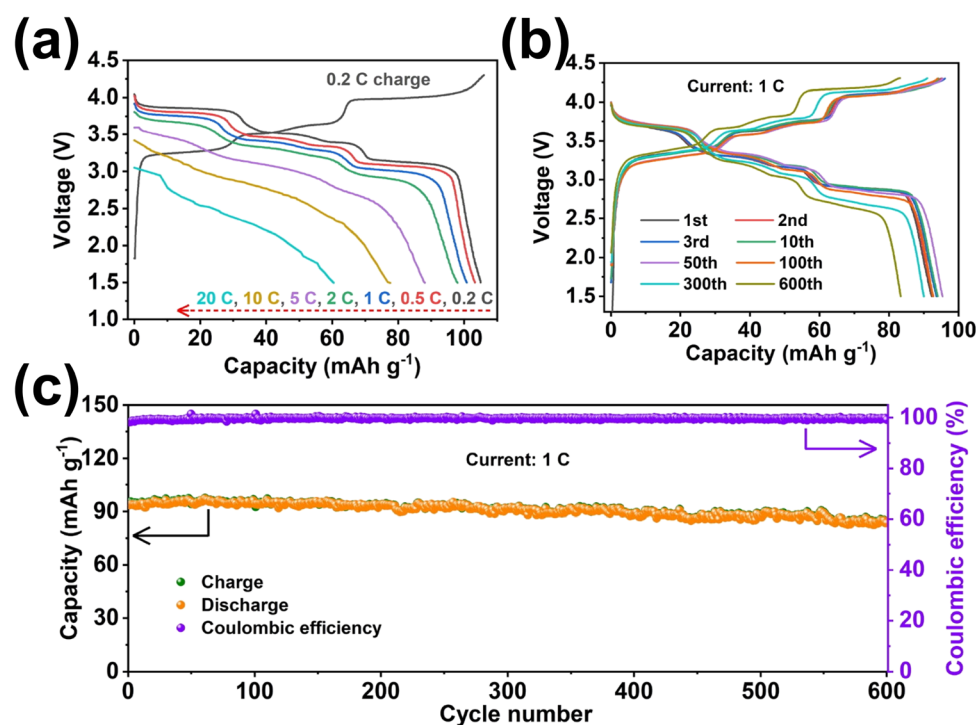 (a)
4.5
4.0
3.5
3.0
2.5
2.0
1.5
1.0
Voltage (V)
0.2 C charge
20 C, 10 C, 5 C, 2 C, 1 C, 0.5 C, 0.2 C
0 20 40 60 80 100
Capacity (mAh g⁻¹)
(b)
4.5
4.0
3.5
3.0
2.5
2.0
1.5
Voltage (V)
Current: 1 C
1st 2nd
3rd 10th
50th 100th
300th 600th
0 20 40 60 80 100
Capacity (mAh g⁻¹)
(c)
150
120
90
60
30
0
Capacity (mAh g⁻¹)
Current: 1 C
Charge
Discharge
Coulombic efficiency
100
80
60
40
20
0
Coulombic efficiency (%)
0 100 200 300 400 500 600
Cycle number